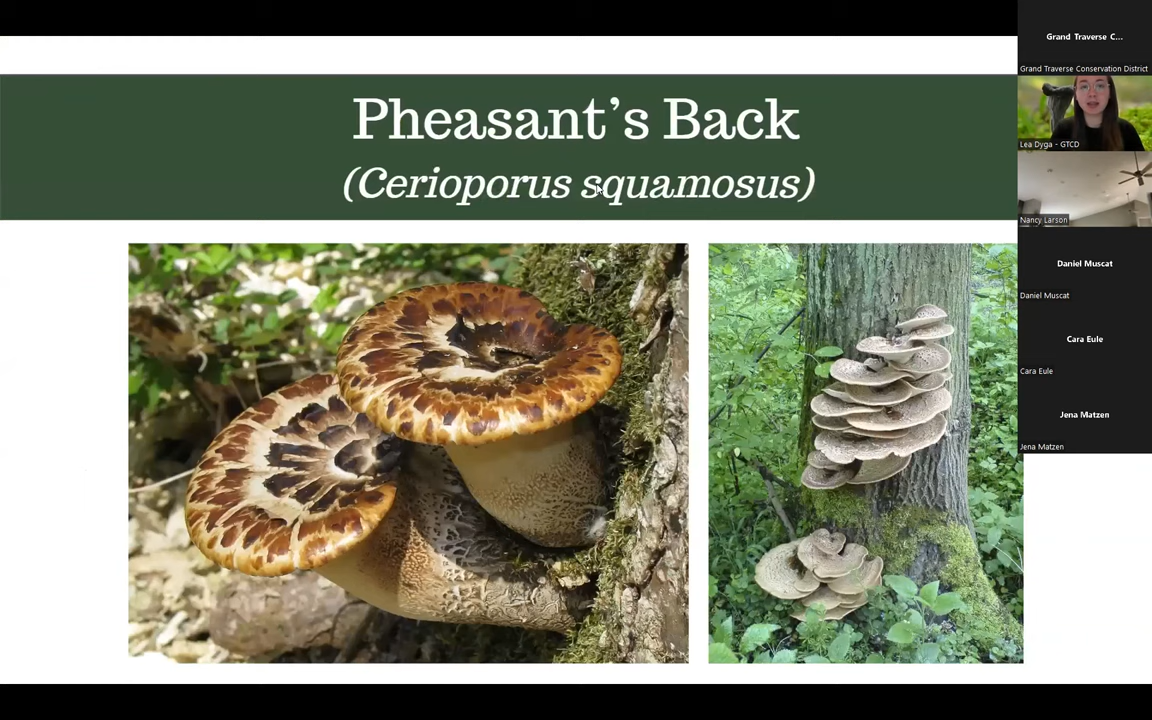 Pheasant's Back
(Cerioporus squamosus)
Grand Traverse C...
Grand Traverse Conservation District
Lea Dyga - GTCD
Nancy Larson
Daniel Muscat
Daniel Muscat
Cara Eule
Cara Eule
Jena Matzen
Jena Matzen